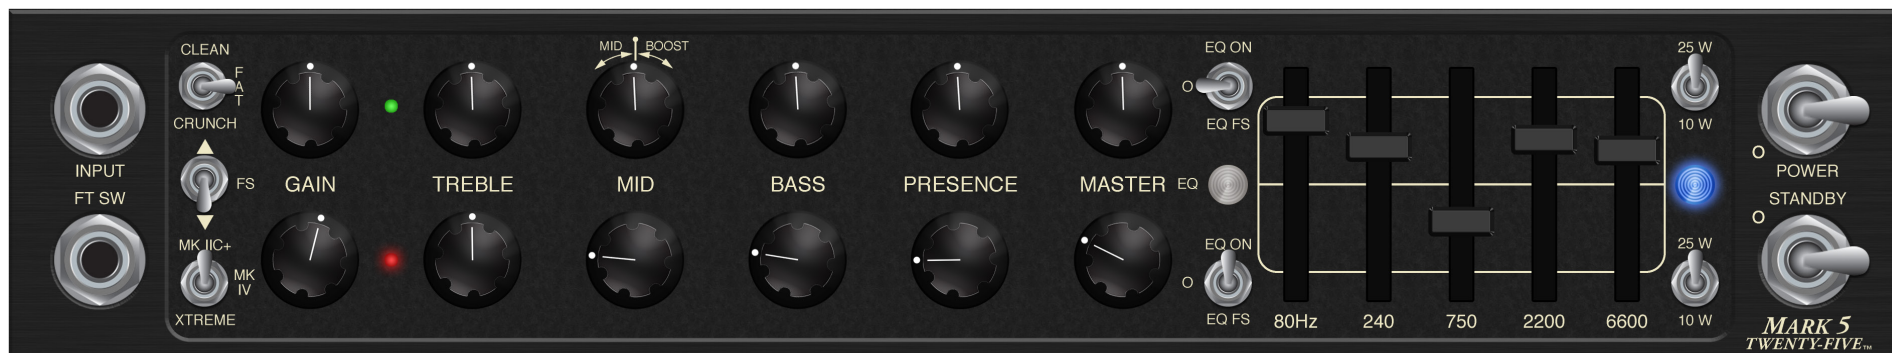 INPUT
FT SW
CLEAN
FAT
CRUNCH
FS
MK IIC+
MK
IV
XTREME
GAIN
TREBLE
MID BOOST
MID
BASS
PRESENCE
MASTER
EQ ON
O
EQ FS
EQ
EQ ON
O
EQ FS
80Hz 240 750 2200 6600
25 W
10 W
25 W
10 W
O
POWER
STANDBY
O
MARK 5
TWENTY-FIVE™